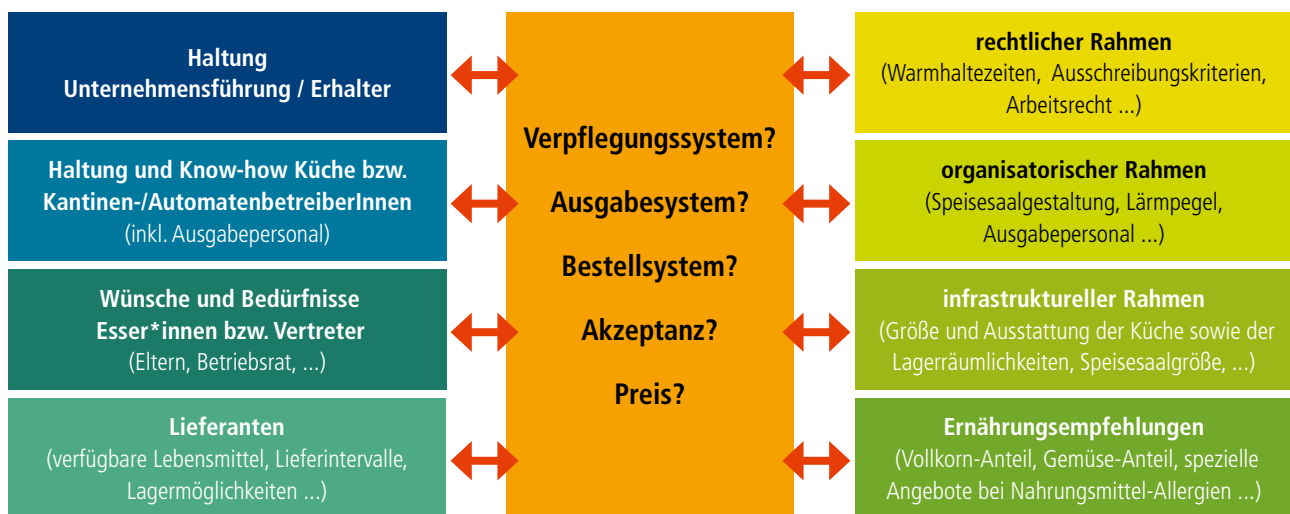 Haltung
Unternehmensführung / Erhalter
Haltung und Know-how Küche bzw.
Kantinen-/AutomatenbetreiberInnen
(inkl. Ausgabepersonal)
Wünsche und Bedürfnisse
Esser*innen bzw. Vertreter
(Eltern, Betriebsrat, ...)
Lieferanten
(verfügbare Lebensmittel, Lieferintervalle,
Lagermöglichkeiten ...)
Verpflegungssystem?
Ausgabesystem?
Bestellsystem?
Akzeptanz?
Preis?
rechtlicher Rahmen
(Warmhaltezeiten, Ausschreibungskriterien,
Arbeitsrecht ...)
organisatorischer Rahmen
(Speisesaalgestaltung, Lärmpegel,
Ausgabepersonal ...)
infrastruktureller Rahmen
(Größe und Ausstattung der Küche sowie der
Lagerräumlichkeiten, Speisesaalgröße, ...)
Ernährungsempfehlungen
(Vollkorn-Anteil, Gemüse-Anteil, spezielle
Angebote bei Nahrungsmittel-Allergien ...)